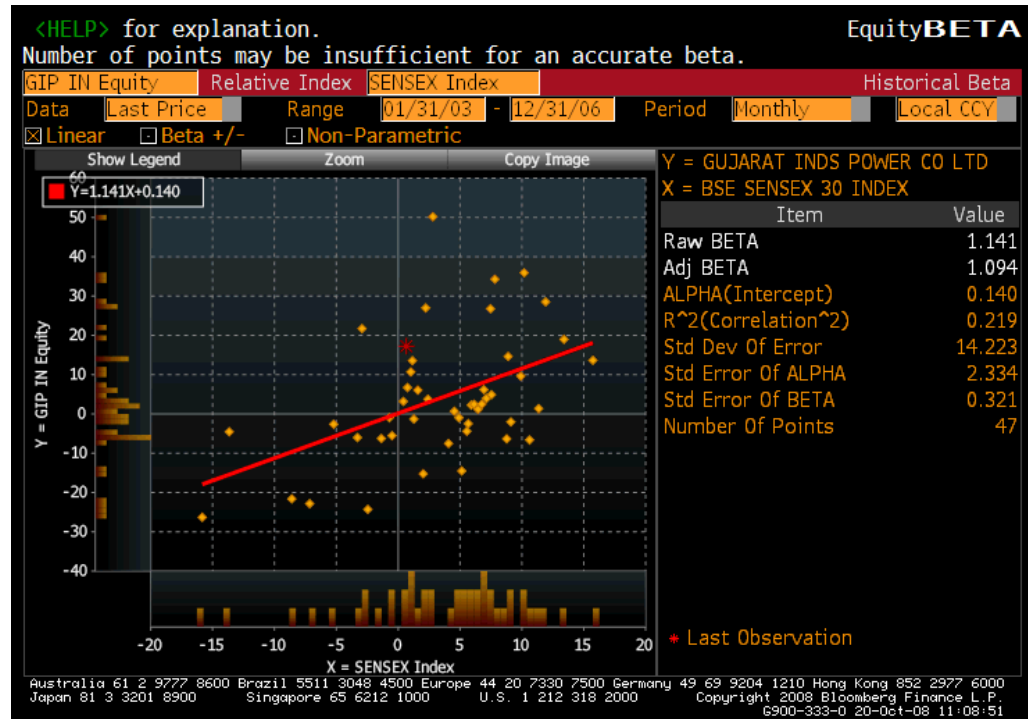 <HELP> for explanation. EquityBETA
Number of points may be insufficient for an accurate beta.
GIP IN Equity Relative Index SENSEX Index Historical Beta
Data Last Price Range 01/31/03 - 12/31/06 Period Monthly Local CCY
Linear Beta +/- Non-Parametric
Show Legend Zoom Copy Image
Y = GUJARAT INDS POWER CO LTD
X = BSE SENSEX 30 INDEX
Item Value
Raw BETA 1.141
Adj BETA 1.094
ALPHA(Intercept) 0.140
R^2(Correlation^2) 0.219
Std Dev Of Error 14.223
Std Error Of ALPHA 2.334
Std Error Of BETA 0.321
Number Of Points 47
* Last Observation
Y=1.141X+0.140
Y = GIP IN Equity
60
50
40
30
20
10
0
-10
-20
-30
-40
-20 -15 -10 -5 0 5 10 15 20
X = SENSEX Index
Australia 61 2 9777 8600 Brazil 5511 3048 4500 Europe 44 20 7330 7500 Germany 49 69 9204 1210 Hong Kong 852 2977 6000
Japan 81 3 3201 8900 Singapore 65 6212 1000 U.S. 1 212 318 2000 Copyright 2008 Bloomberg Finance L.P.
G900-333-0 20-Oct-08 11:08:51